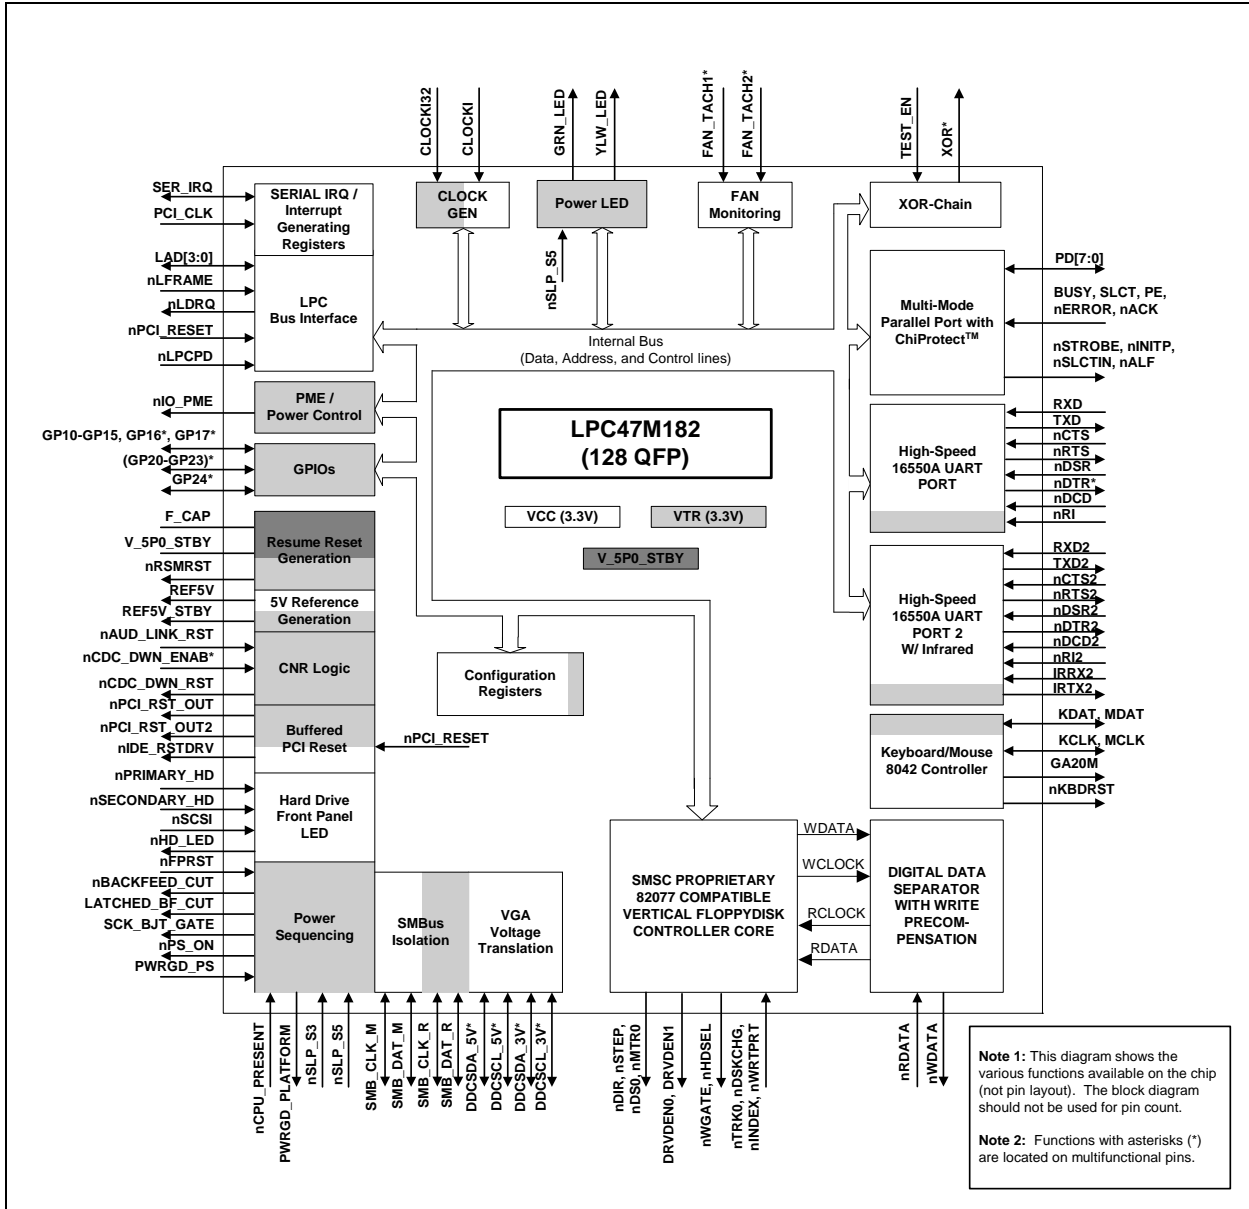 CLOCKI32
CLOCKI
GRN_LED
YLW_LED
FAN_TACH1*
FAN_TACH2*
TEST_EN
XOR*
SER_IRQ
PCI_CLK
LAD[3:0]
nLFRAME
nLDRQ
nPCI_RESET
nLPCPD
nIO_PME
GP10-GP15, GP16*, GP17*
(GP20-GP23)*
GP24*
F_CAP
V_5P0_STBY
nRSMRST
REF5V
REF5V_STBY
nAUD_LINK_RST
nCDC_DWN_ENAB*
nCDC_DWN_RST
nPCI_RST_OUT
nPCI_RST_OUT2
nIDE_RSTDRV
nPRIMARY_HD
nSECONDARY_HD
nSCSI
nHD_LED
nFPRST
nBACKFEED_CUT
LATCHED_BF_CUT
SCK_BJT_GATE
nPS_ON
PWRGD_PS
SERIAL IRQ /
Interrupt
Generating
Registers
LPC
Bus Interface
PME /
Power Control
GPIOs
Resume Reset
Generation
5V Reference
Generation
CNR Logic
Buffered
PCI Reset
nPCI_RESET
Hard Drive
Front Panel
LED
Power
Sequencing
SMBus
Isolation
VGA
Voltage
Translation
CLOCK
GEN
Power LED
nSLP_S5
FAN
Monitoring
XOR-Chain
Internal Bus
(Data, Address, and Control lines)
LPC47M182
(128 QFP)
VCC (3.3V)
VTR (3.3V)
V_5P0_STBY
Configuration
Registers
Multi-Mode
Parallel Port with
ChiProtect™
High-Speed
16550A UART
PORT
High-Speed
16550A UART
PORT 2
W/ Infrared
Keyboard/Mouse
8042 Controller
SMSC PROPRIETARY
82077 COMPATIBLE
VERTICAL FLOPPYDISK
CONTROLLER CORE
WDATA
WCLOCK
RCLOCK
RDATA
DIGITAL DATA
SEPARATOR
WITH WRITE
PRECOM-
PENSATION
PD[7:0]
BUSY, SLCT, PE,
nERROR, nACK
nSTROBE, nINITP,
nSLCTIN, nALF
RXD
TXD
nCTS
nRTS
nDSR
nDTR*
nDCD
nRI
RXD2
TXD2
nCTS2
nRTS2
nDSR2
nDTR2
nDCD2
nRI2
IRRX2
IRTX2
KDAT, MDAT
KCLK, MCLK
GA20M
nKBDRST
nCPU_PRESENT
PWRGD_PLATFORM
nSLP_S3
nSLP_S5
SMB_CLK_M
SMB_DAT_M
SMB_CLK_R
SMB_DAT_R
DDCSDA_5V*
DDCSCL_5V*
DDCSDA_3V*
DDCSCL_3V*
nDIR, nSTEP,
nDS0, nMTR0
DRVDEN0, DRVDEN1
nWGATE, nHDSEL
nTRK0, nDSKCHG,
nINDEX, nWRTPRT
nRDATA
nWDATA
Note 1: This diagram shows the
various functions available on the chip
(not pin layout). The block diagram
should not be used for pin count.
Note 2: Functions with asterisks (*)
are located on multifunctional pins.